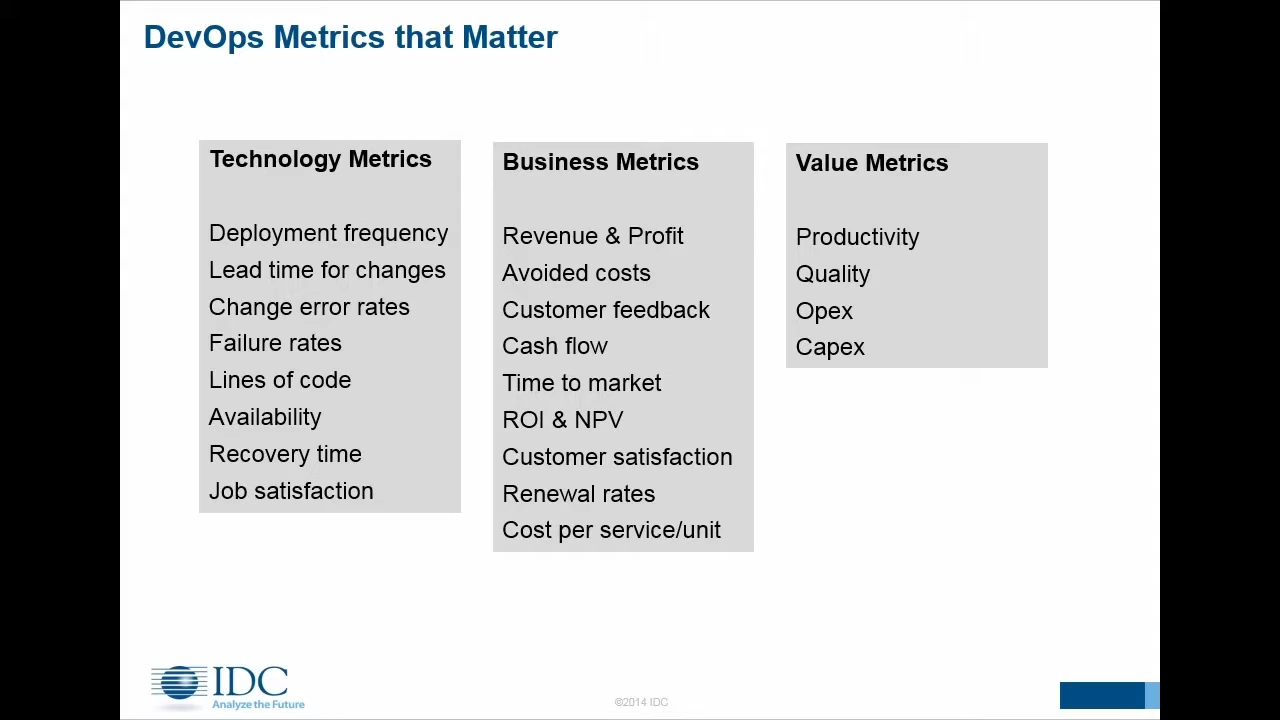 DevOps Metrics that Matter
Technology Metrics
Deployment frequency
Lead time for changes
Change error rates
Failure rates
Lines of code
Availability
Recovery time
Job satisfaction
Business Metrics
Revenue & Profit
Avoided costs
Customer feedback
Cash flow
Time to market
ROI & NPV
Customer satisfaction
Renewal rates
Cost per service/unit
Value Metrics
Productivity
Quality
Opex
Capex
IDC
Analyze the Future
©2014 IDC